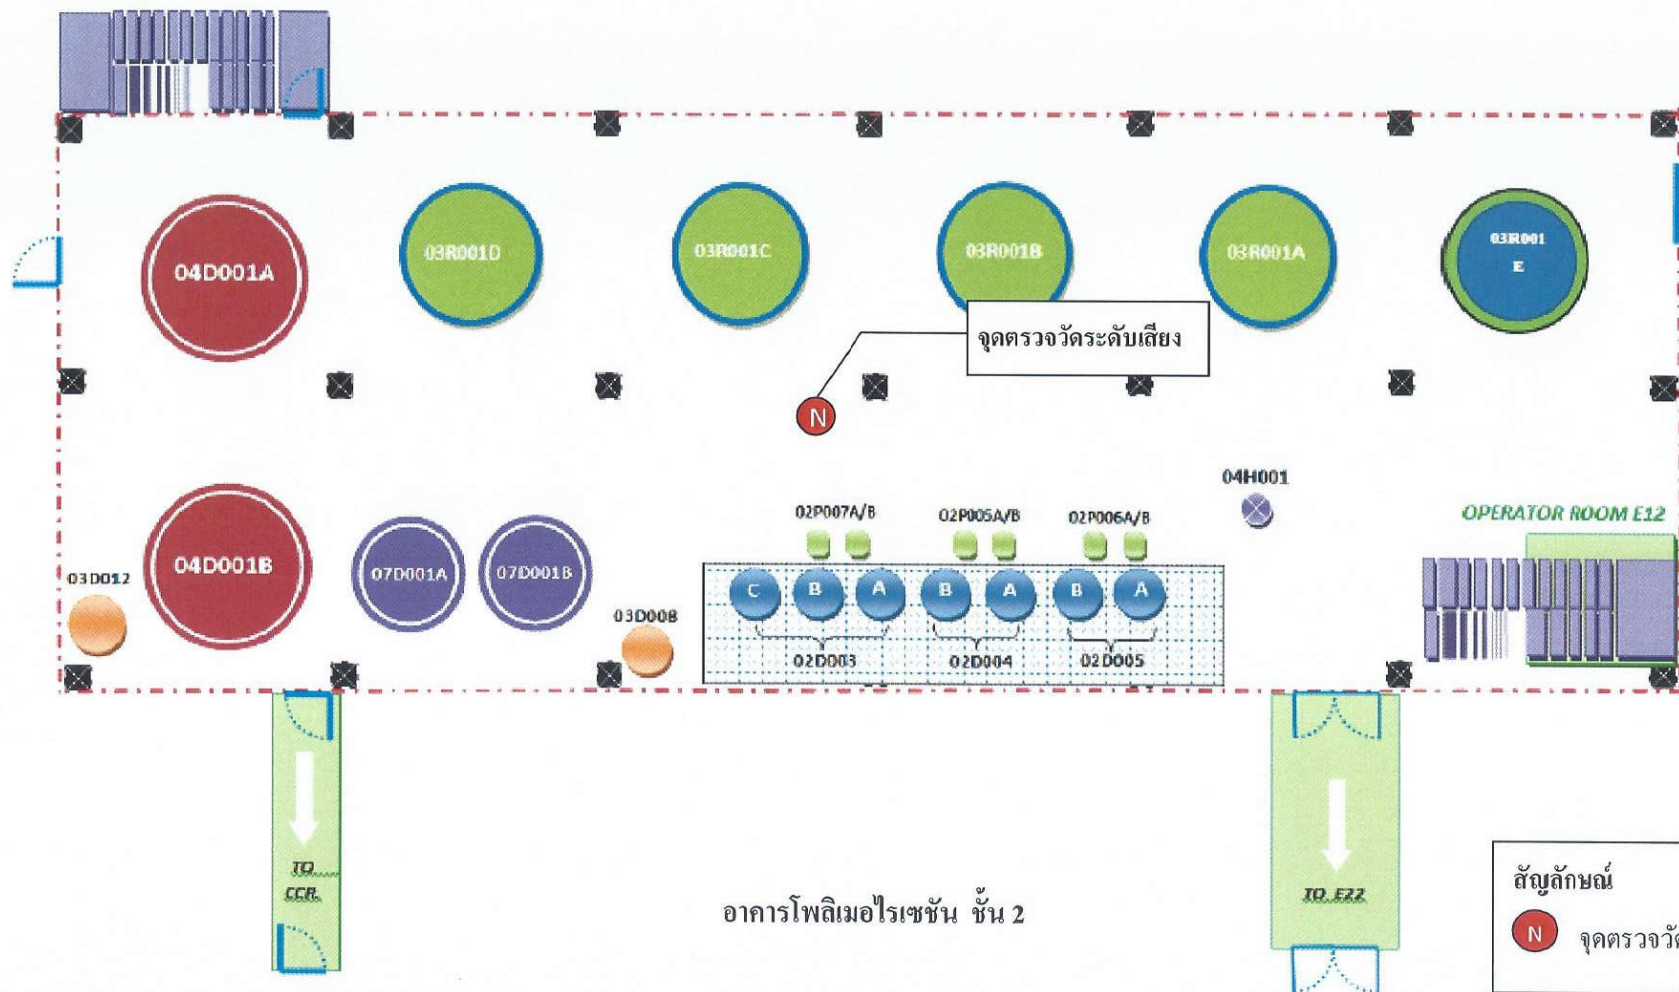 04D001A
03R001D
03R001C
03R001B
03R001A
03R001
E
จุดตรวจวัดระดับเสียง
N
04H001
02P007A/B
02P005A/B
02P006A/B
OPERATOR ROOM E12
03D012
04D001B
07D001A
07D001B
03D008
C B A B A B A
02D003
02D004
02D005
TO
CCR.
TO E22
อาคารโพลิเมอไรเซชัน ชั้น 2
สัญลักษณ์
N จุดตรวจวัด